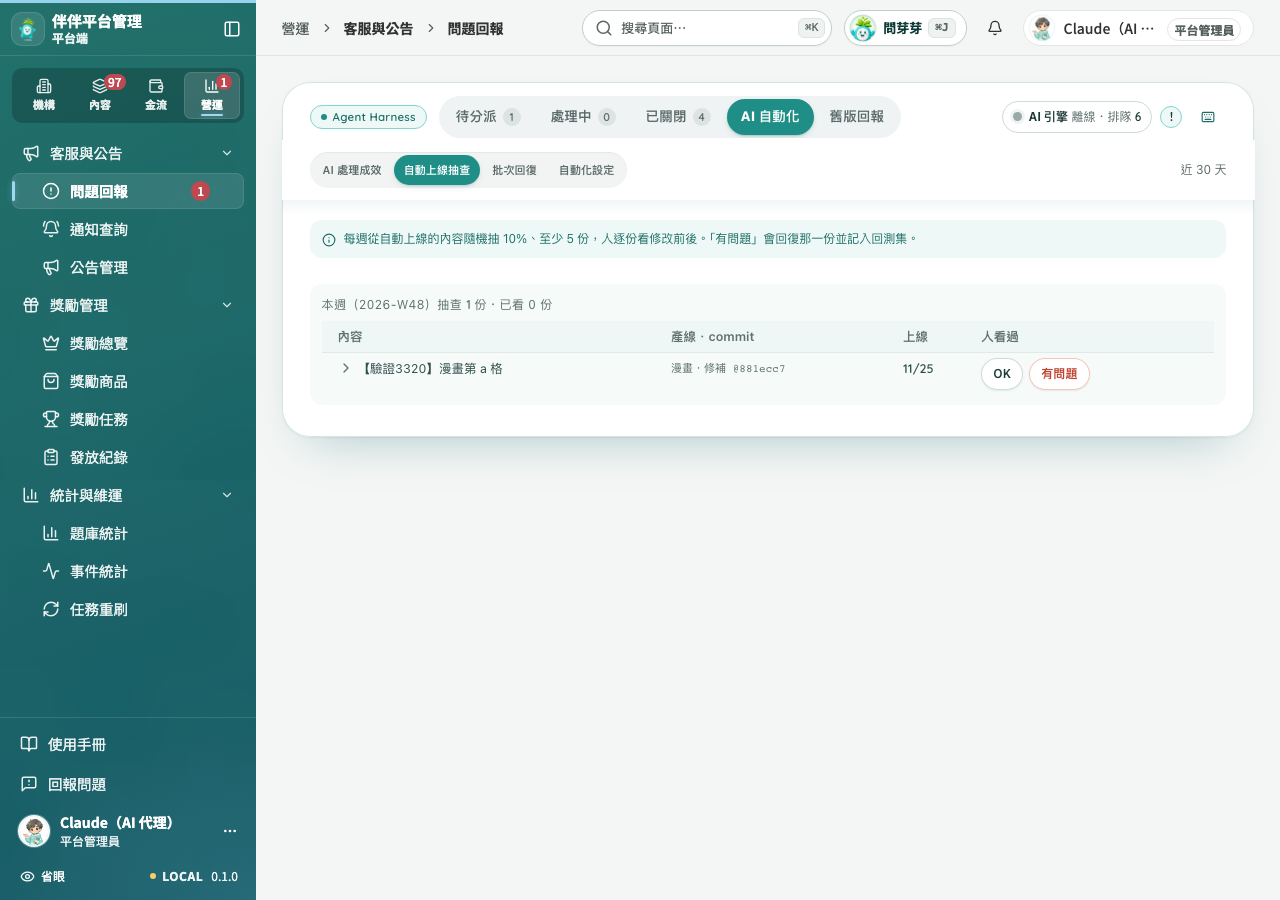 伴伴平台管理
平台端
機構
內容
97
金流
營運
1
客服與公告
問題回報
1
通知查詢
公告管理
獎勵管理
獎勵總覽
獎勵商品
獎勵任務
發放紀錄
統計與維運
題庫統計
事件統計
任務重刷
使用手冊
回報問題
Claude（AI 代理）
平台管理員
省眼
LOCAL 0.1.0
營運 > 客服與公告 > 問題回報
搜尋頁面… ⌘K
問芽芽 ⌘J
Claude（AI … 平台管理員
Agent Harness
待分派 1
處理中 0
已關閉 4
AI 自動化
舊版回報
AI 引擎 離線 · 排隊 6
!
AI 處理成效
自動上線抽查
批次回復
自動化設定
近 30 天
每週從自動上線的內容隨機抽 10%、至少 5 份，人逐份看修改前後。「有問題」會回復那一份並記入回測集。
本週（2026-W48）抽查 1 份 · 已看 0 份
內容 產線 · commit 上線 人看過
【驗證3320】漫畫第 a 格 漫畫 · 修補 @881ecc7 11/25 OK 有問題